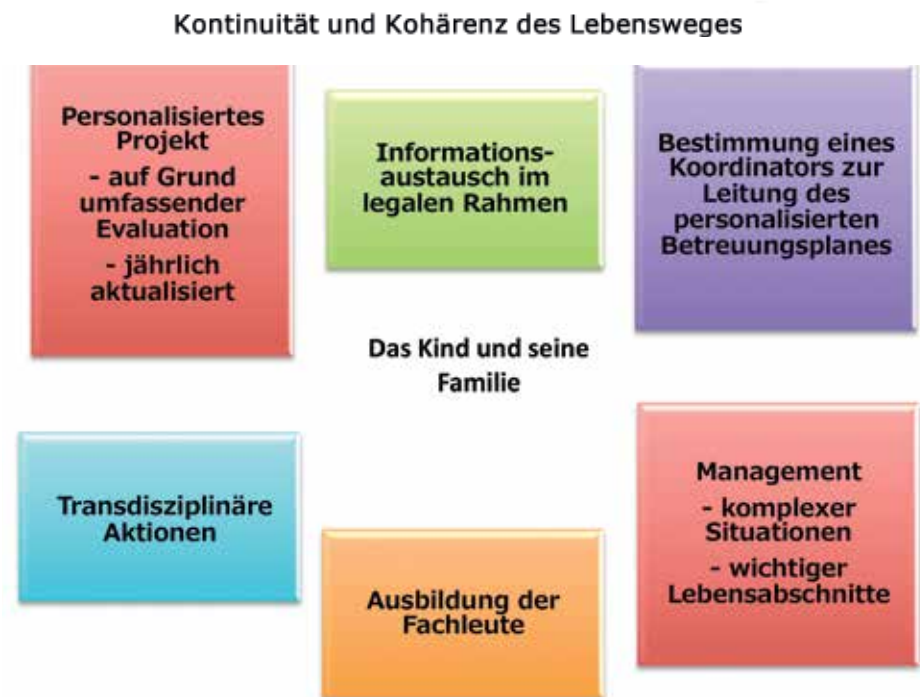 Kontinuität und Kohärenz des Lebensweges
Personalisiertes
Projekt
- auf Grund
umfassender
Evaluation
- jährlich
aktualisiert
Informations-
austausch im
legalen Rahmen
Bestimmung eines
Koordinators zur
Leitung des
personalisierten
Betreuungsplanes
Das Kind und seine
Familie
Transdisziplinäre
Aktionen
Ausbildung der
Fachleute
Management
- komplexer
Situationen
- wichtiger
Lebensabschnitte